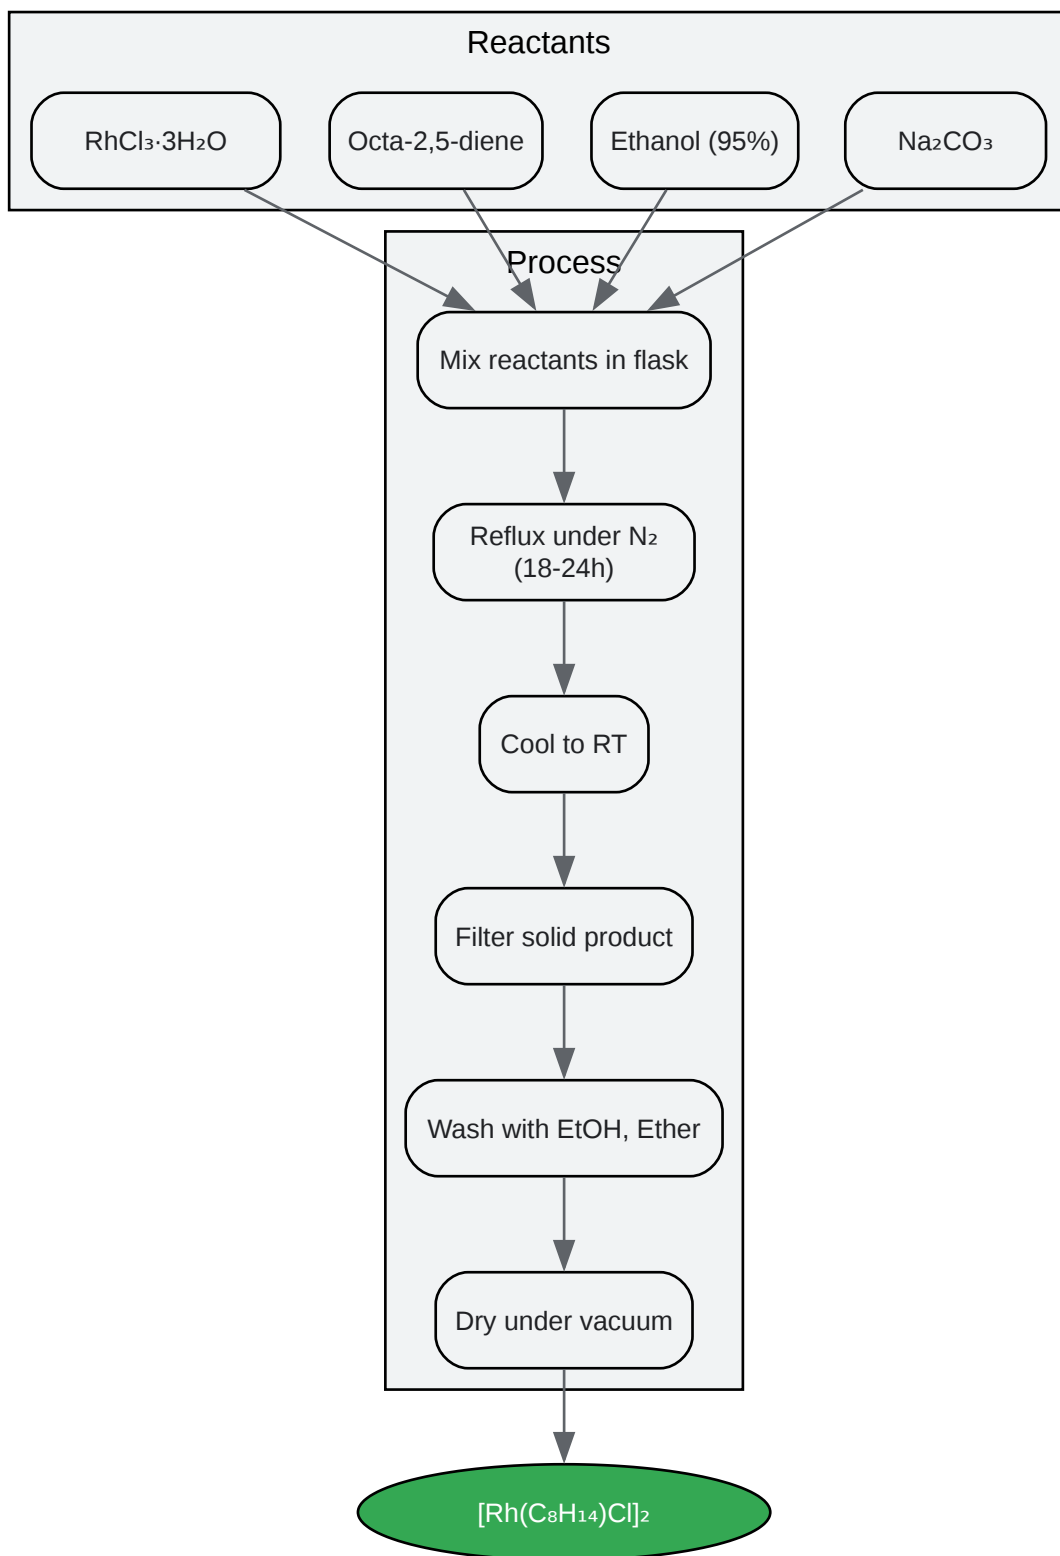 Reactants
RhCl₃·3H₂O
Octa-2,5-diene
Ethanol (95%)
Na₂CO₃
Process
Mix reactants in flask
Reflux under N₂
(18-24h)
Cool to RT
Filter solid product
Wash with EtOH, Ether
Dry under vacuum
[Rh(C₈H₁₄)Cl]₂